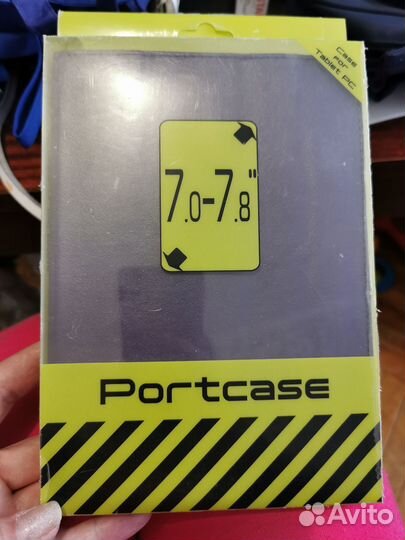 Case
For
Tablet PC
7.0-7.8"
Portcase
Avito